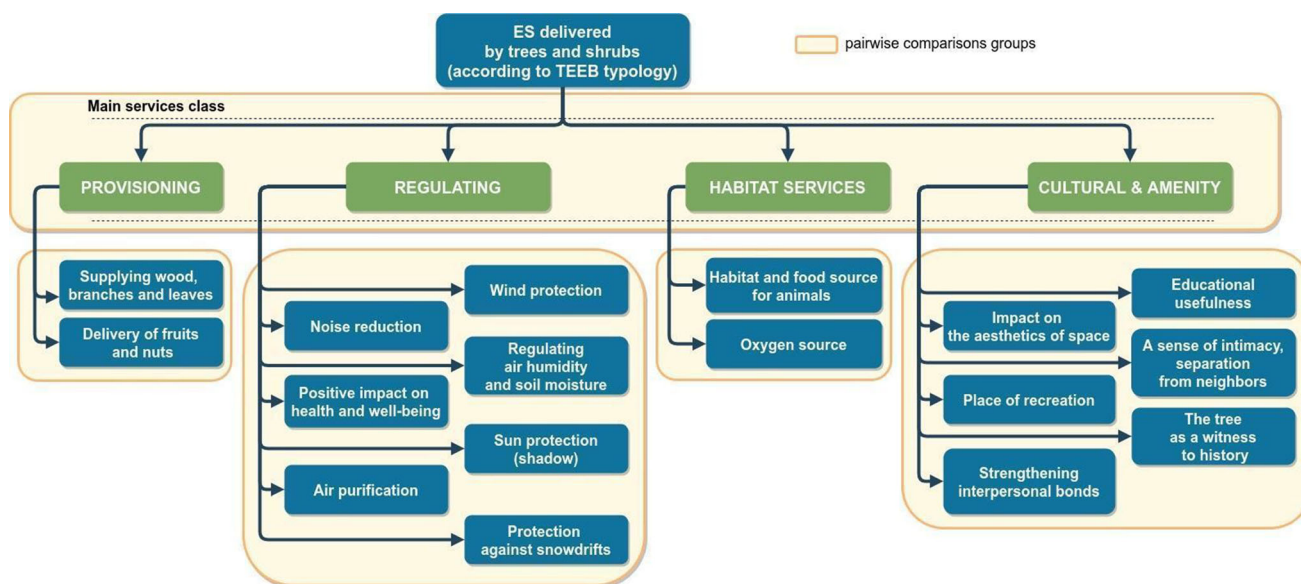 ES delivered
by trees and shrubs
(according to TEEB typology)
pairwise comparisons groups
Main services class
PROVISIONING
REGULATING
HABITAT SERVICES
CULTURAL & AMENITY
Supplying wood,
branches and leaves
Delivery of fruits
and nuts
Wind protection
Noise reduction
Regulating
air humidity
and soil moisture
Positive impact on
health and well-being
Sun protection
(shadow)
Air purification
Protection
against snowdrifts
Habitat and food source
for animals
Oxygen source
Educational
usefulness
Impact on
the aesthetics of space
A sense of intimacy,
separation
from neighbors
Place of recreation
The tree
as a witness
to history
Strengthening
interpersonal bonds